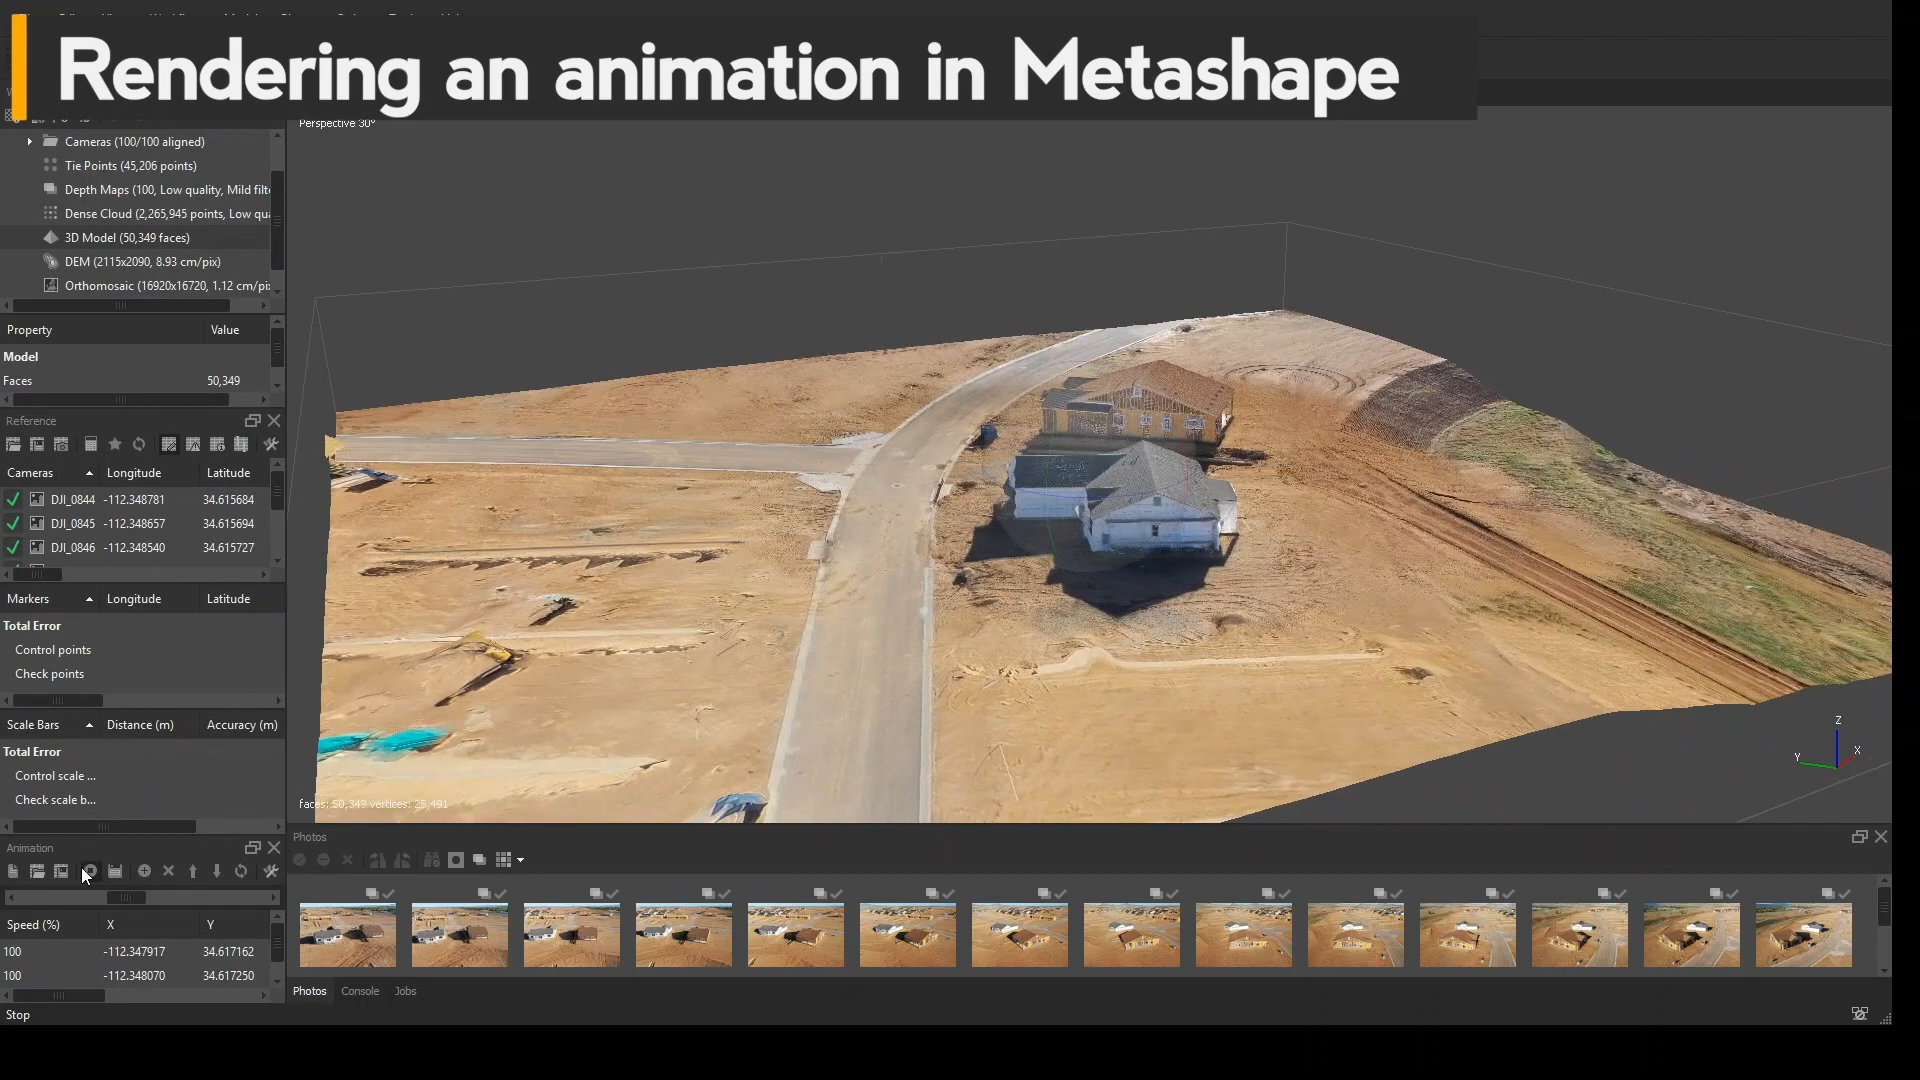 Rendering an animation in Metashape
Perspective 30°
Cameras (100/100 aligned)
Tie Points (45,206 points)
Depth Maps (100, Low quality, Mild filte
Dense Cloud (2,265,945 points, Low qua
3D Model (50,349 faces)
DEM (2115x2090, 8.93 cm/pix)
Orthomosaic (16920x16720, 1.12 cm/pix
Property Value
Model
Faces 50,349
Reference
Cameras Longitude Latitude
DJI_0844 -112.348781 34.615684
DJI_0845 -112.348657 34.615694
DJI_0846 -112.348540 34.615727
Markers Longitude Latitude
Total Error
Control points
Check points
Scale Bars Distance (m) Accuracy (m)
Total Error
Control scale ...
Check scale b...
Z
Y
X
faces: 50,349 vertices: 25,491
Animation
Speed (%) X Y
100 -112.347917 34.617162
100 -112.348070 34.617250
Photos
Photos Console Jobs
Stop